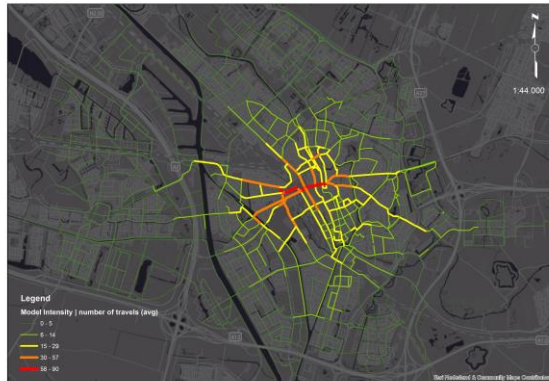 N
1:44.000
Legend
Model Intensity | number of travels (avg)
0 - 5
6 - 14
15 - 29
30 - 57
58 - 90
Esri Nederland & Community Maps Contributors